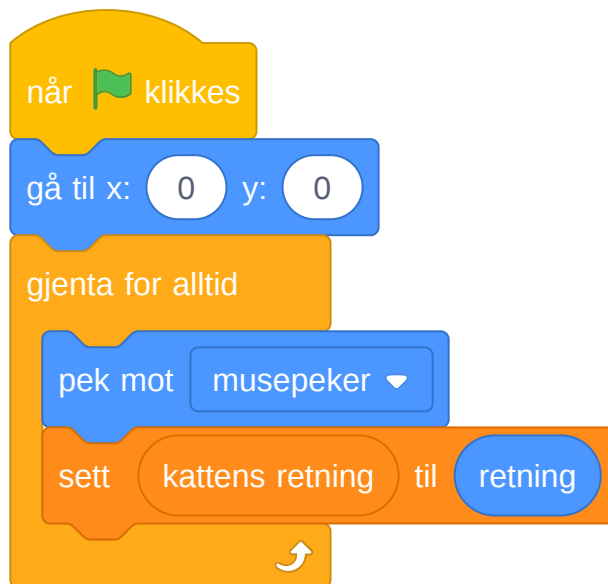 når klikkes
gå til x: 0 y: 0
gjenta for alltid
pek mot musepeker
sett kattens retning til retning